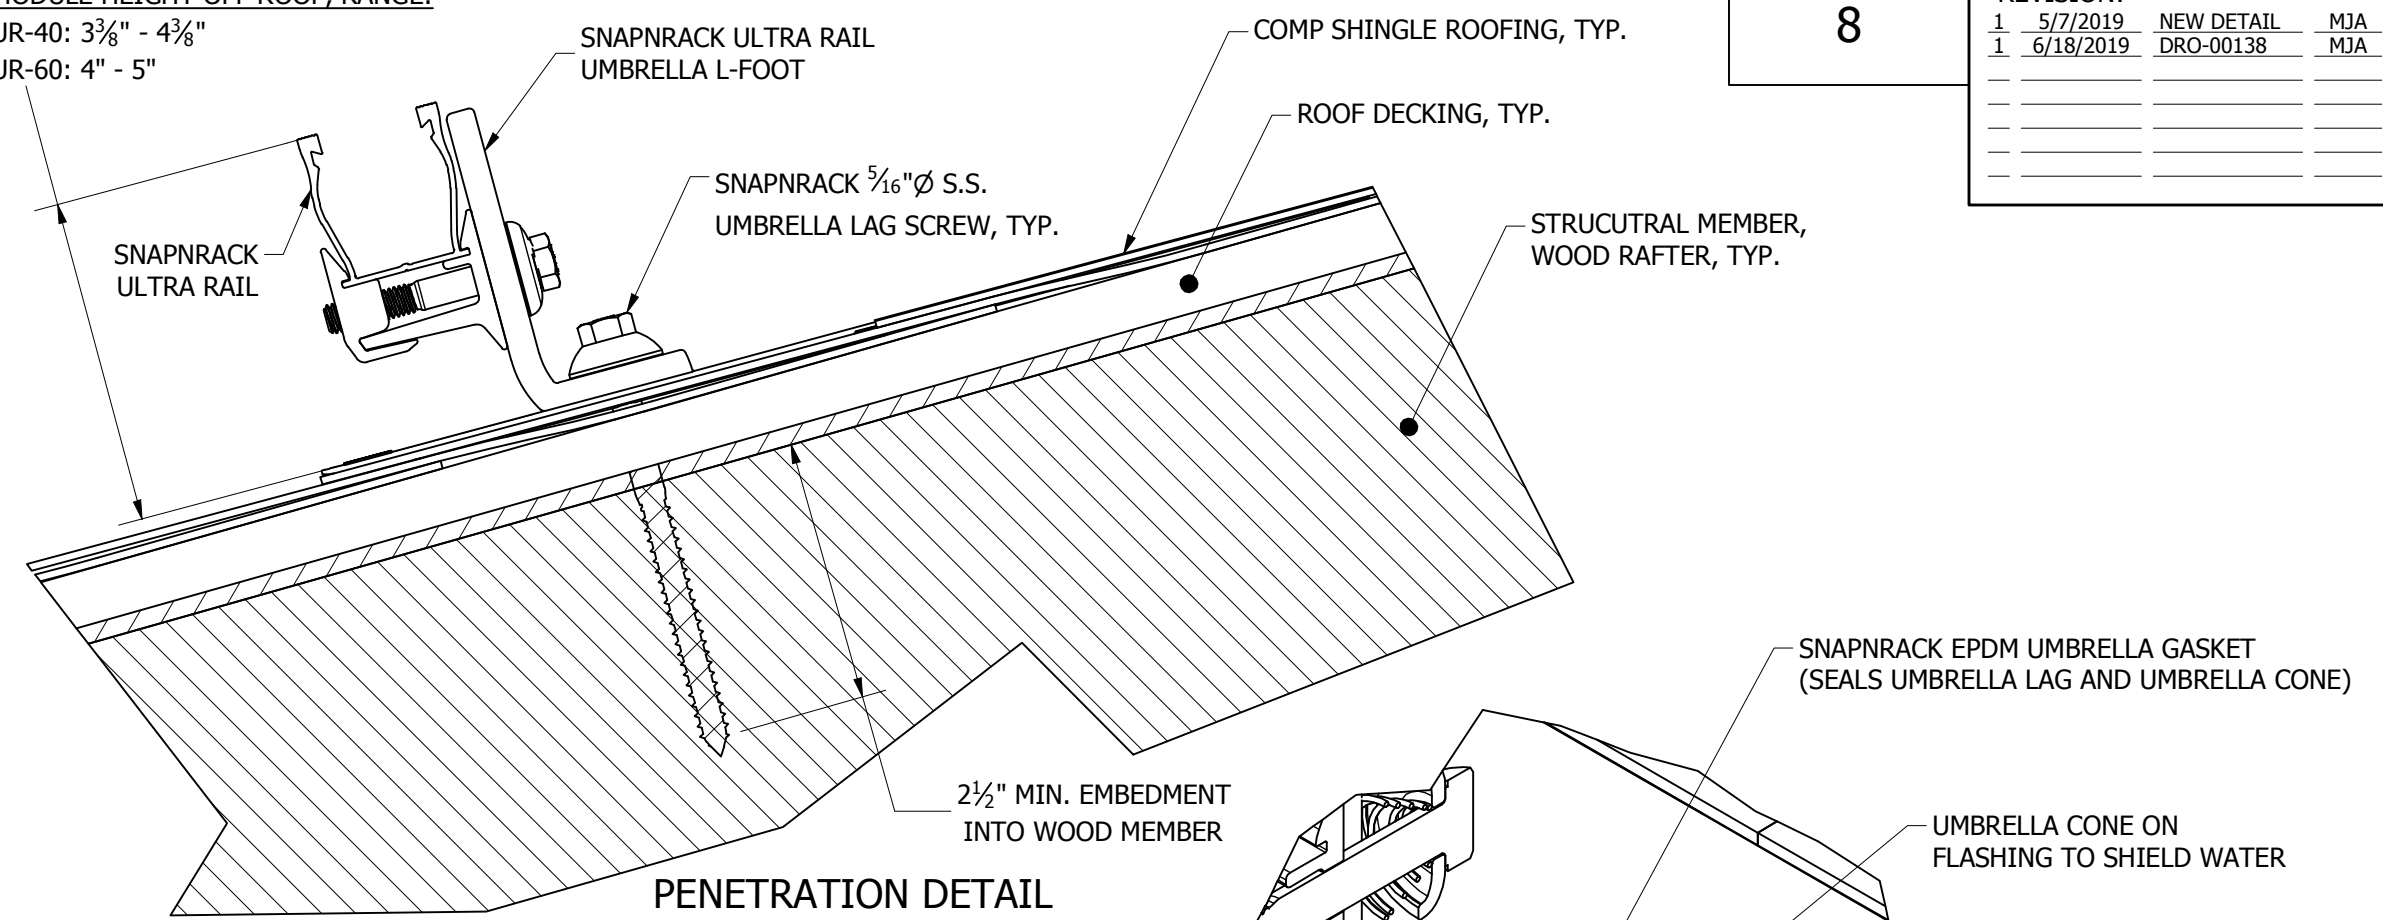 MODULE HEIGHT OFF ROOF, RANGE:
UR-40: 3⅜" - 4⅜"
UR-60: 4" - 5"
SNAPNRACK ULTRA RAIL
UMBRELLA L-FOOT
COMP SHINGLE ROOFING, TYP.
8
REVISION:
1 5/7/2019 NEW DETAIL MJA
1 6/18/2019 DRO-00138 MJA
ROOF DECKING, TYP.
SNAPNRACK 5⁄16"Ø S.S.
UMBRELLA LAG SCREW, TYP.
STRUCUTRAL MEMBER,
WOOD RAFTER, TYP.
SNAPNRACK
ULTRA RAIL
SNAPNRACK EPDM UMBRELLA GASKET
(SEALS UMBRELLA LAG AND UMBRELLA CONE)
2½" MIN. EMBEDMENT
INTO WOOD MEMBER
UMBRELLA CONE ON
FLASHING TO SHIELD WATER
PENETRATION DETAIL